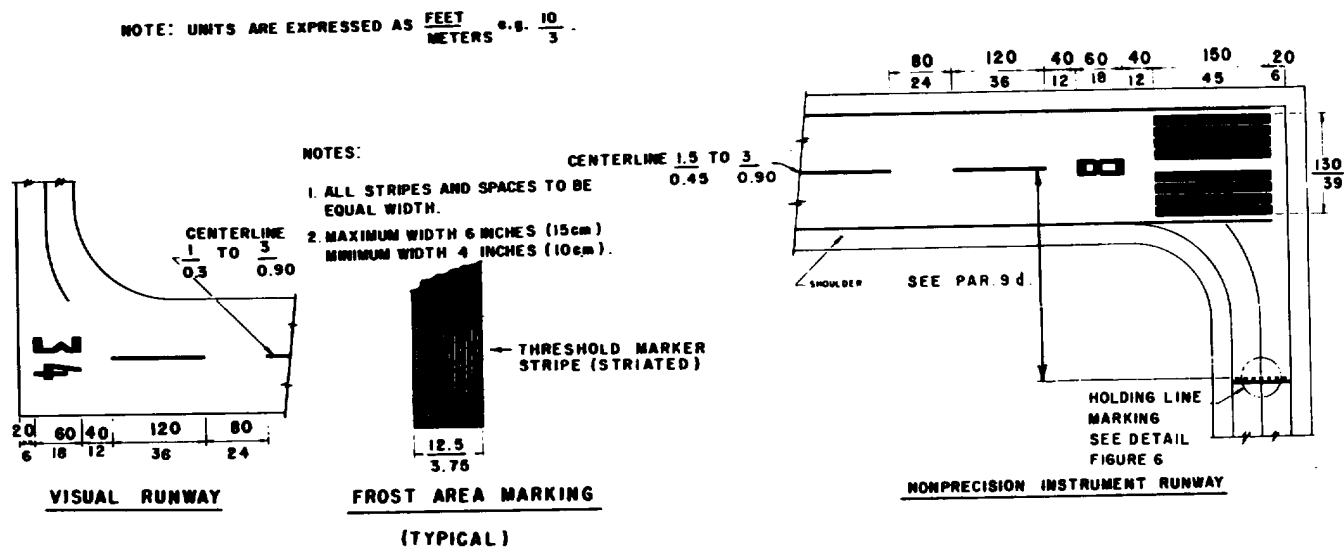 NOTE: UNITS ARE EXPRESSED AS FEET/METERS e.g. 10/3 .
NOTES:
1. ALL STRIPES AND SPACES TO BE
EQUAL WIDTH.
2. MAXIMUM WIDTH 6 INCHES (15cm)
MINIMUM WIDTH 4 INCHES (10cm).
CENTERLINE
1/0.3 TO 3/0.90
34
20/6 60/18 40/12 120/36 80/24
VISUAL RUNWAY
THRESHOLD MARKER
STRIPE (STRIATED)
12.5/3.75
FROST AREA MARKING
(TYPICAL)
80/24 120/36 40/12 60/18 40/12 150/45 20/6
CENTERLINE 1.5/0.45 TO 3/0.90
130/39
SHOULDER
SEE PAR. 9 d.
HOLDING LINE
MARKING
SEE DETAIL
FIGURE 6
NONPRECISION INSTRUMENT RUNWAY